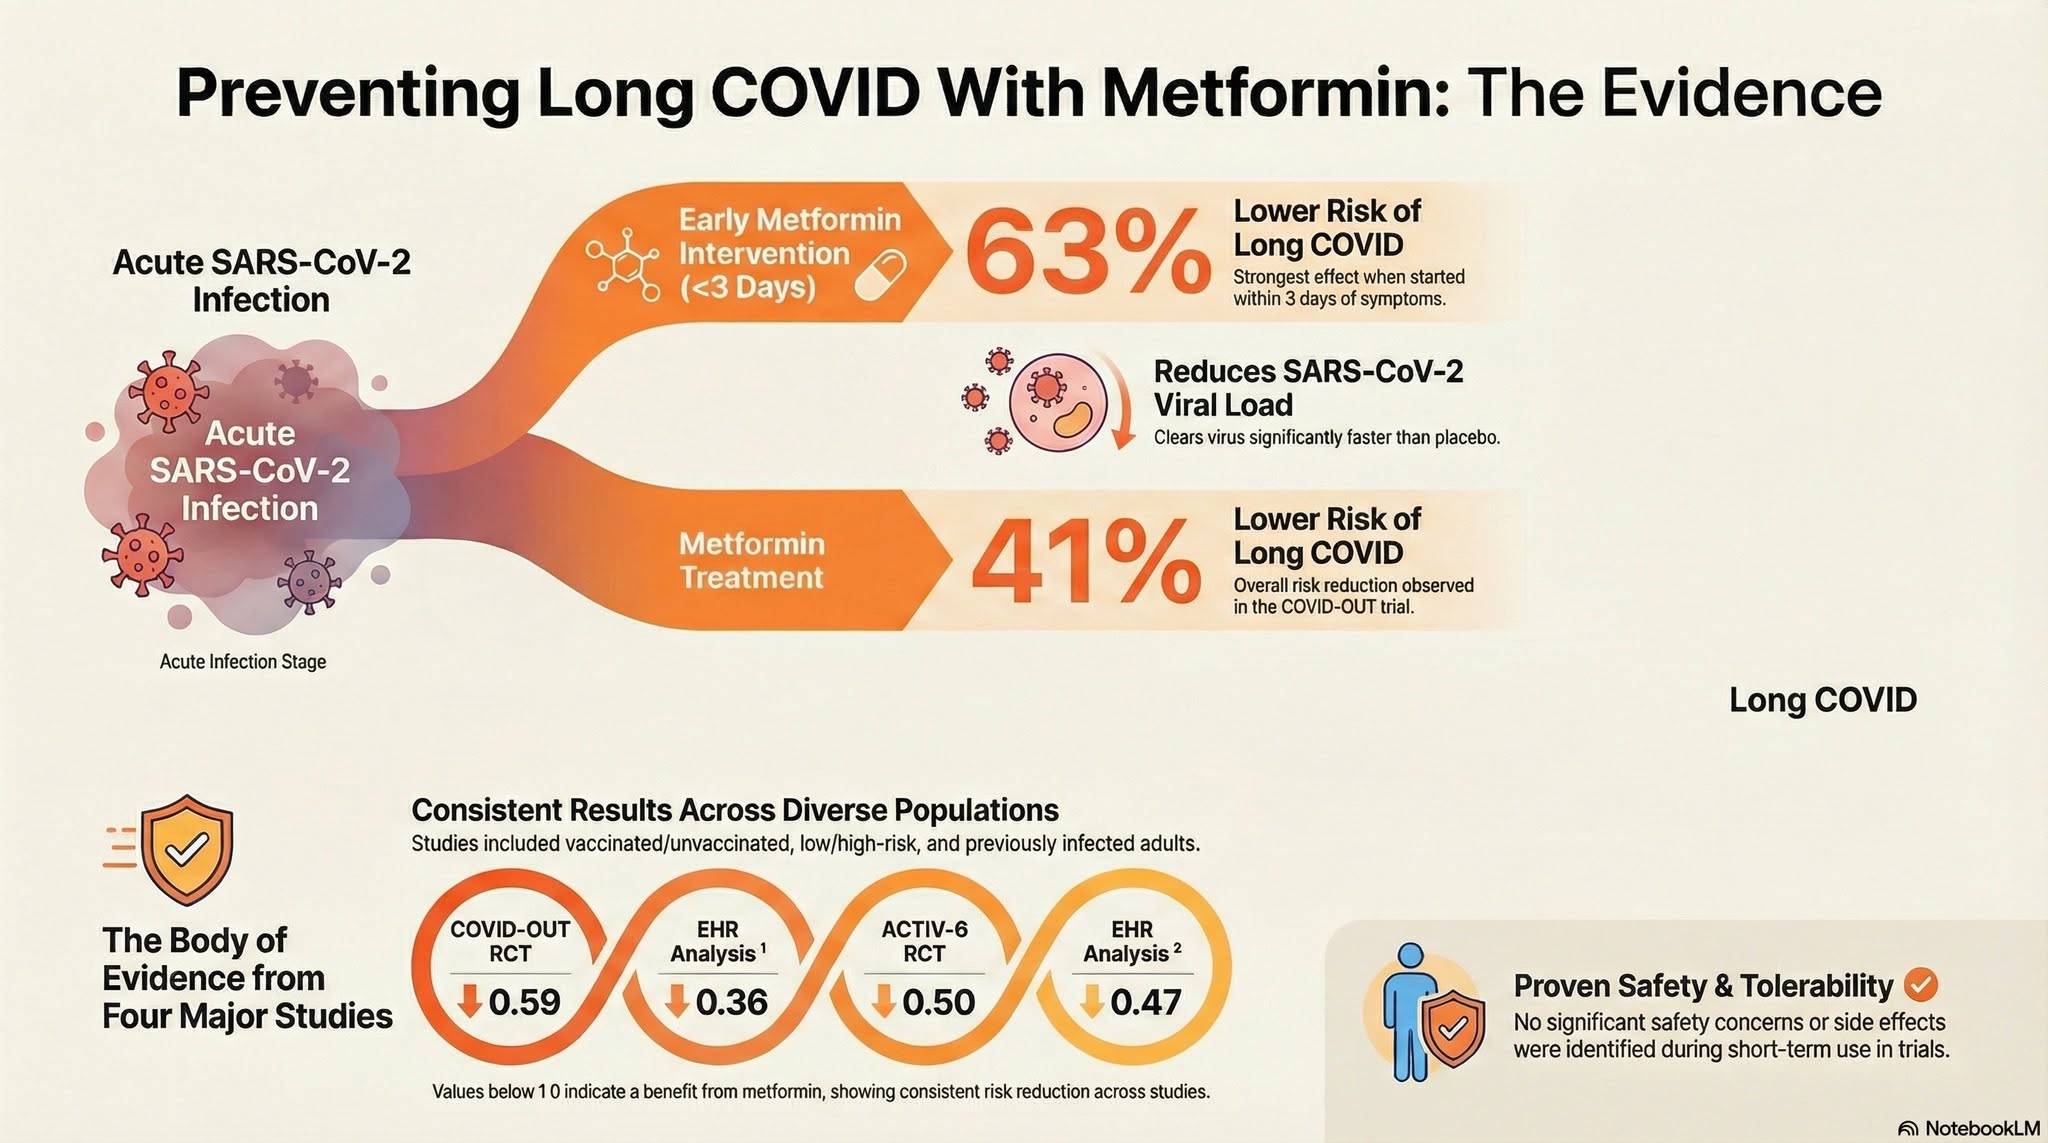 Preventing Long COVID With Metformin: The Evidence
Acute SARS-CoV-2
Infection
Acute
SARS-CoV-2
Infection
Acute Infection Stage
Early Metformin
Intervention
(<3 Days)
63%
Lower Risk of
Long COVID
Strongest effect when started
within 3 days of symptoms.
Reduces SARS-CoV-2
Viral Load
Clears virus significantly faster than placebo.
Metformin
Treatment
41%
Lower Risk of
Long COVID
Overall risk reduction observed
in the COVID-OUT trial.
Long COVID
The Body of
Evidence from
Four Major Studies
Consistent Results Across Diverse Populations
Studies included vaccinated/unvaccinated, low/high-risk, and previously infected adults.
COVID-OUT
RCT
0.59
EHR
Analysis ¹
0.36
ACTIV-6
RCT
0.50
EHR
Analysis ²
0.47
Values below 1 0 indicate a benefit from metformin, showing consistent risk reduction across studies.
Proven Safety & Tolerability
No significant safety concerns or side effects
were identified during short-term use in trials.
NotebookLM